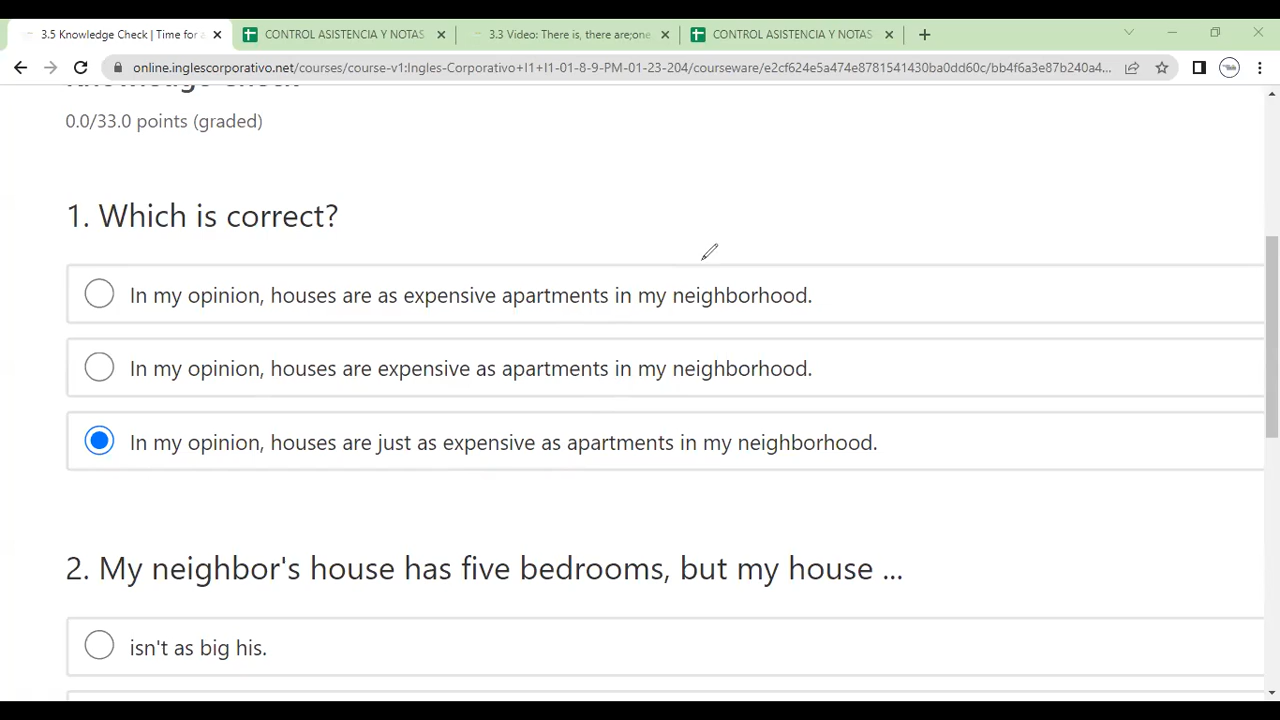 3.5 Knowledge Check | Time for a
CONTROL ASISTENCIA Y NOTAS
3.3 Video: There is, there are;one
CONTROL ASISTENCIA Y NOTAS
online.inglescorporativo.net/courses/course-v1:Ingles-Corporativo+I1+I1-01-8-9-PM-01-23-204/courseware/e2cf624e5a474e8781541430ba0dd60c/bb4f6a3e87b240a4...
Knowledge Check
0.0/33.0 points (graded)
1. Which is correct?
In my opinion, houses are as expensive apartments in my neighborhood.
In my opinion, houses are expensive as apartments in my neighborhood.
In my opinion, houses are just as expensive as apartments in my neighborhood.
2. My neighbor's house has five bedrooms, but my house ...
isn't as big his.